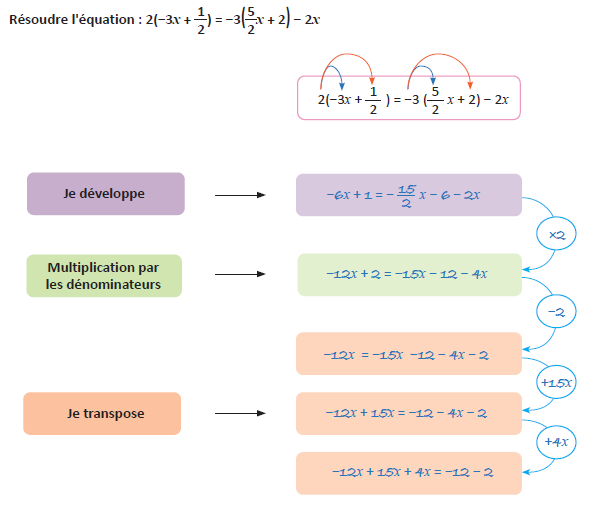 Résoudre l'équation : 2(−3x + 1/2) = −3(5/2 x + 2) − 2x
2(−3x + 1/2 ) = −3 (5/2 x + 2) − 2x
Je développe
−6x + 1 = − 15/2 x − 6 − 2x
×2
Multiplication par
les dénominateurs
−12x + 2 = −15x − 12 − 4x
−2
−12x = −15x −12 − 4x − 2
+15x
Je transpose
−12x + 15x = −12 − 4x − 2
+4x
−12x + 15x + 4x = −12 − 2